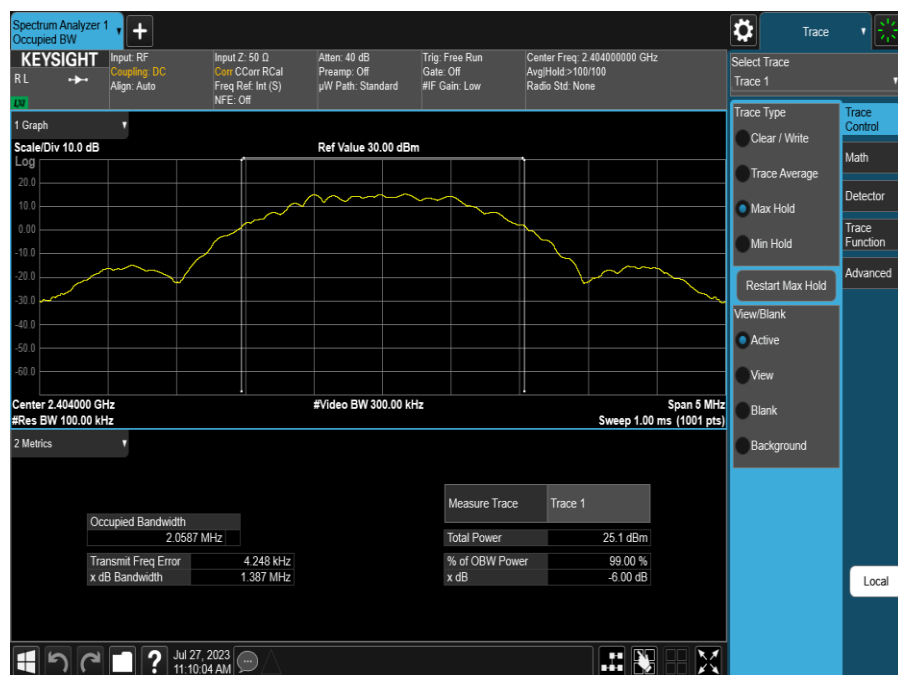 Spectrum Analyzer 1
Occupied BW
Trace
KEYSIGHT
R L
LXI
Input: RF
Coupling: DC
Align: Auto
Input Z: 50 Ω
Corr CCorr RCal
Freq Ref: Int (S)
NFE: Off
Atten: 40 dB
Preamp: Off
µW Path: Standard
Trig: Free Run
Gate: Off
#IF Gain: Low
Center Freq: 2.404000000 GHz
Avg|Hold:>100/100
Radio Std: None
Select Trace
Trace 1
1 Graph
Scale/Div 10.0 dB
Ref Value 30.00 dBm
Log
20.0
10.0
0.00
-10.0
-20.0
-30.0
-40.0
-50.0
-60.0
Center 2.404000 GHz
#Video BW 300.00 kHz
Span 5 MHz
#Res BW 100.00 kHz
Sweep 1.00 ms (1001 pts)
2 Metrics
Occupied Bandwidth
2.0587 MHz
Transmit Freq Error 4.248 kHz
x dB Bandwidth 1.387 MHz
Measure Trace Trace 1
Total Power 25.1 dBm
% of OBW Power 99.00 %
x dB -6.00 dB
Trace Type
Clear / Write
Trace Average
Max Hold
Min Hold
Restart Max Hold
View/Blank
Active
View
Blank
Background
Trace
Control
Math
Detector
Trace
Function
Advanced
Local
?
Jul 27, 2023
11:10:04 AM